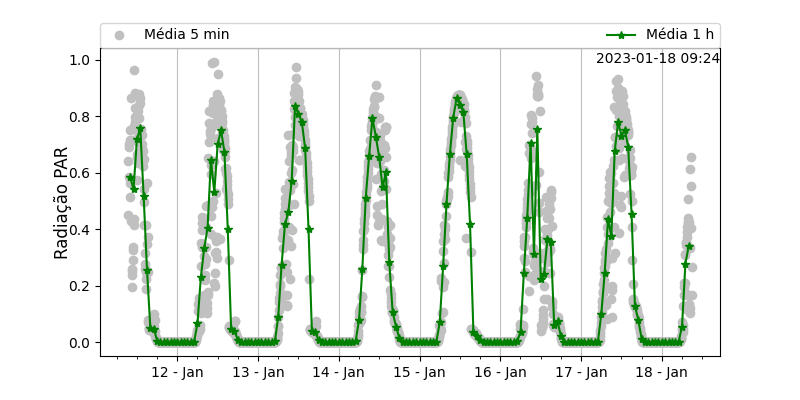 Média 5 min
Média 1 h
2023-01-18 09:24
Radiação PAR
1.0
0.8
0.6
0.4
0.2
0.0
12 - Jan
13 - Jan
14 - Jan
15 - Jan
16 - Jan
17 - Jan
18 - Jan